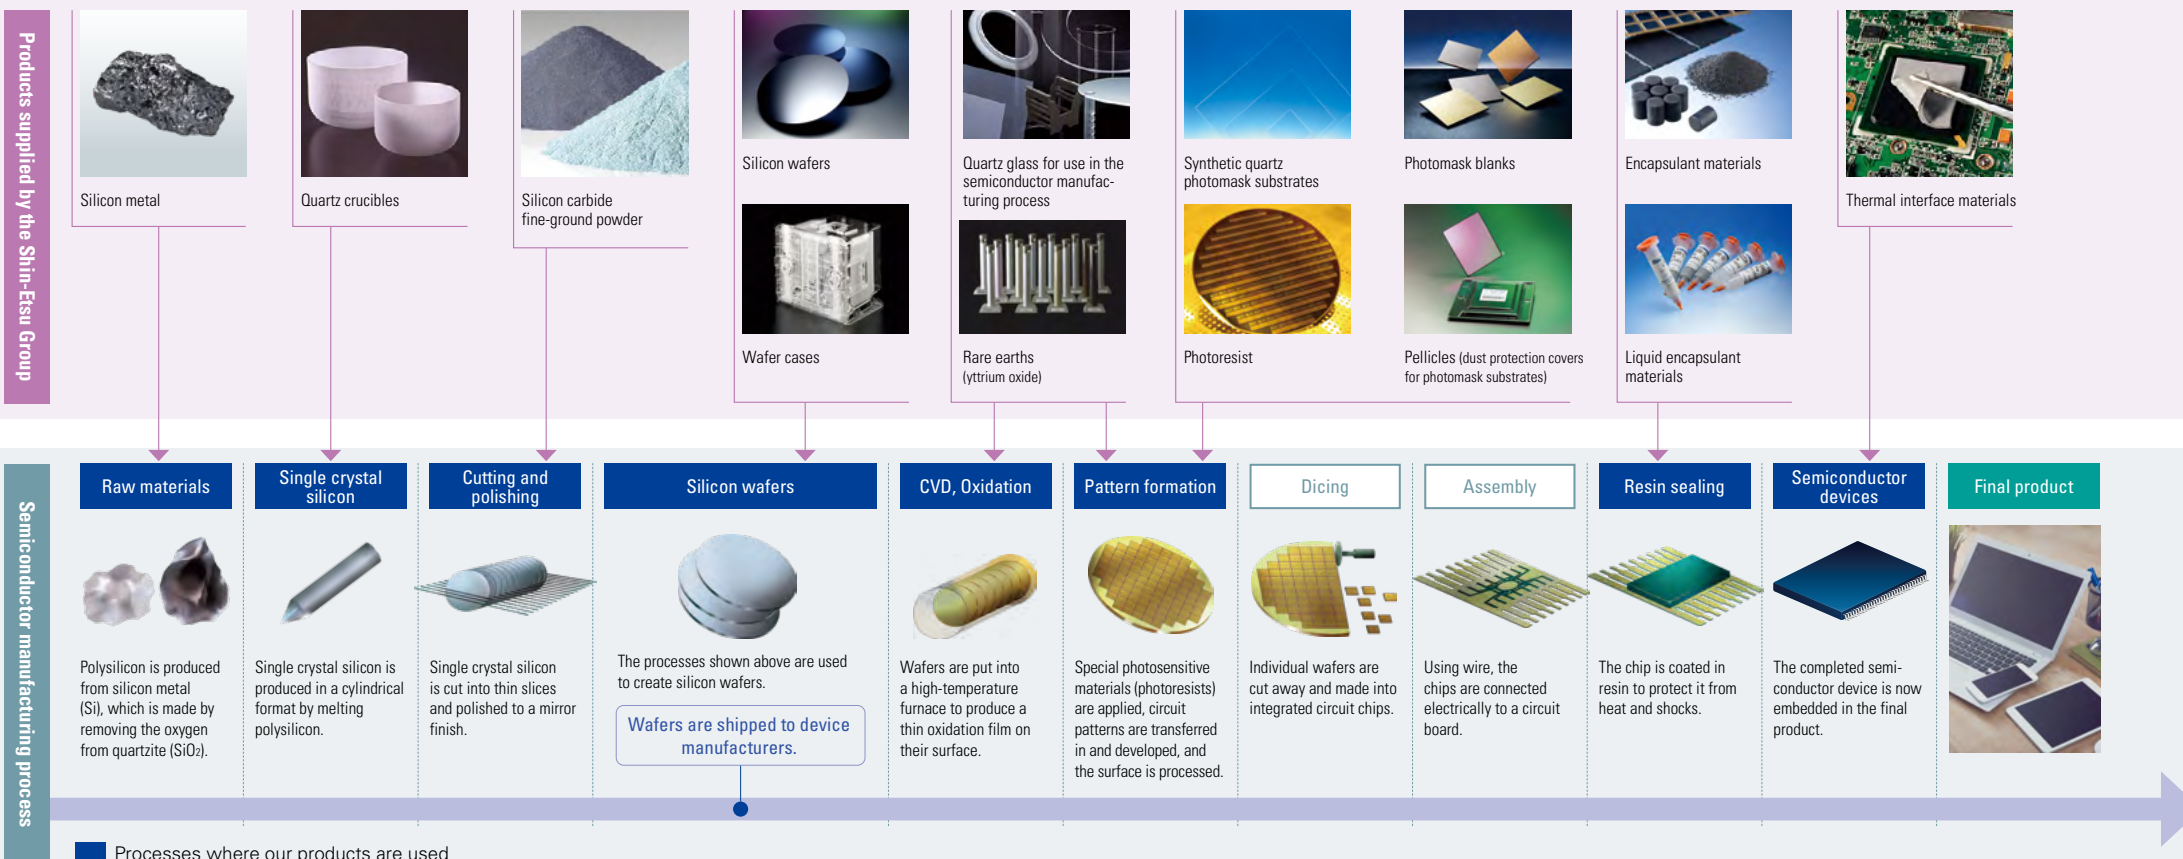 Products supplied by the Shin-Etsu Group
Silicon metal
Quartz crucibles
Silicon carbide
fine-ground powder
Silicon wafers
Wafer cases
Quartz glass for use in the
semiconductor manufac-
turing process
Rare earths
(yttrium oxide)
Synthetic quartz
photomask substrates
Photoresist
Photomask blanks
Pellicles (dust protection covers
for photomask substrates)
Encapsulant materials
Liquid encapsulant
materials
Thermal interface materials
Semiconductor manufacturing process
Raw materials
Polysilicon is produced
from silicon metal
(Si), which is made by
removing the oxygen
from quartzite (SiO2).
Single crystal
silicon
Single crystal silicon is
produced in a cylindrical
format by melting
polysilicon.
Cutting and
polishing
Single crystal silicon
is cut into thin slices
and polished to a mirror
finish.
Silicon wafers
The processes shown above are used
to create silicon wafers.
Wafers are shipped to device
manufacturers.
CVD, Oxidation
Wafers are put into
a high-temperature
furnace to produce a
thin oxidation film on
their surface.
Pattern formation
Special photosensitive
materials (photoresists)
are applied, circuit
patterns are transferred
in and developed, and
the surface is processed.
Dicing
Individual wafers are
cut away and made into
integrated circuit chips.
Assembly
Using wire, the
chips are connected
electrically to a circuit
board.
Resin sealing
The chip is coated in
resin to protect it from
heat and shocks.
Semiconductor
devices
The completed semi-
conductor device is now
embedded in the final
product.
Final product
Processes where our products are used